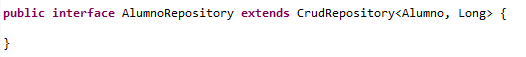 public interface AlumnoRepository extends CrudRepository<Alumno, Long> {
}